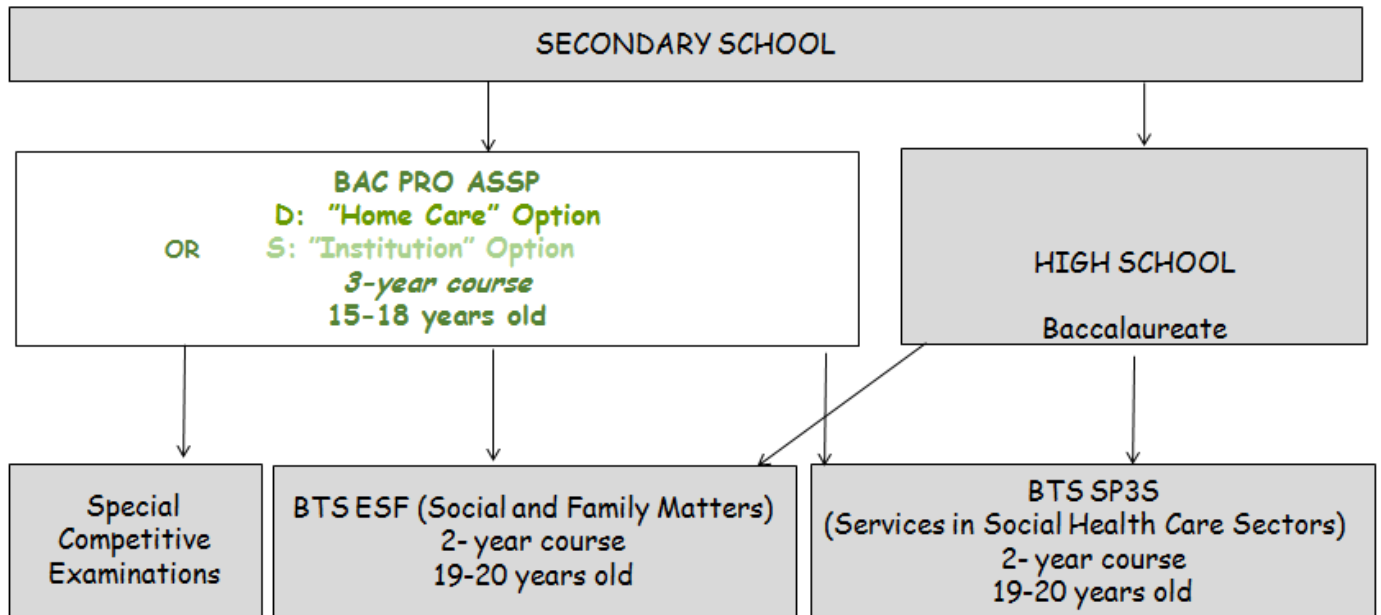 SECONDARY SCHOOL
BAC PRO ASSP
D: "Home Care" Option
OR S: "Institution" Option
3-year course
15-18 years old
HIGH SCHOOL
Baccalaureate
Special
Competitive
Examinations
BTS ESF (Social and Family Matters)
2- year course
19-20 years old
BTS SP3S
(Services in Social Health Care Sectors)
2- year course
19-20 years old